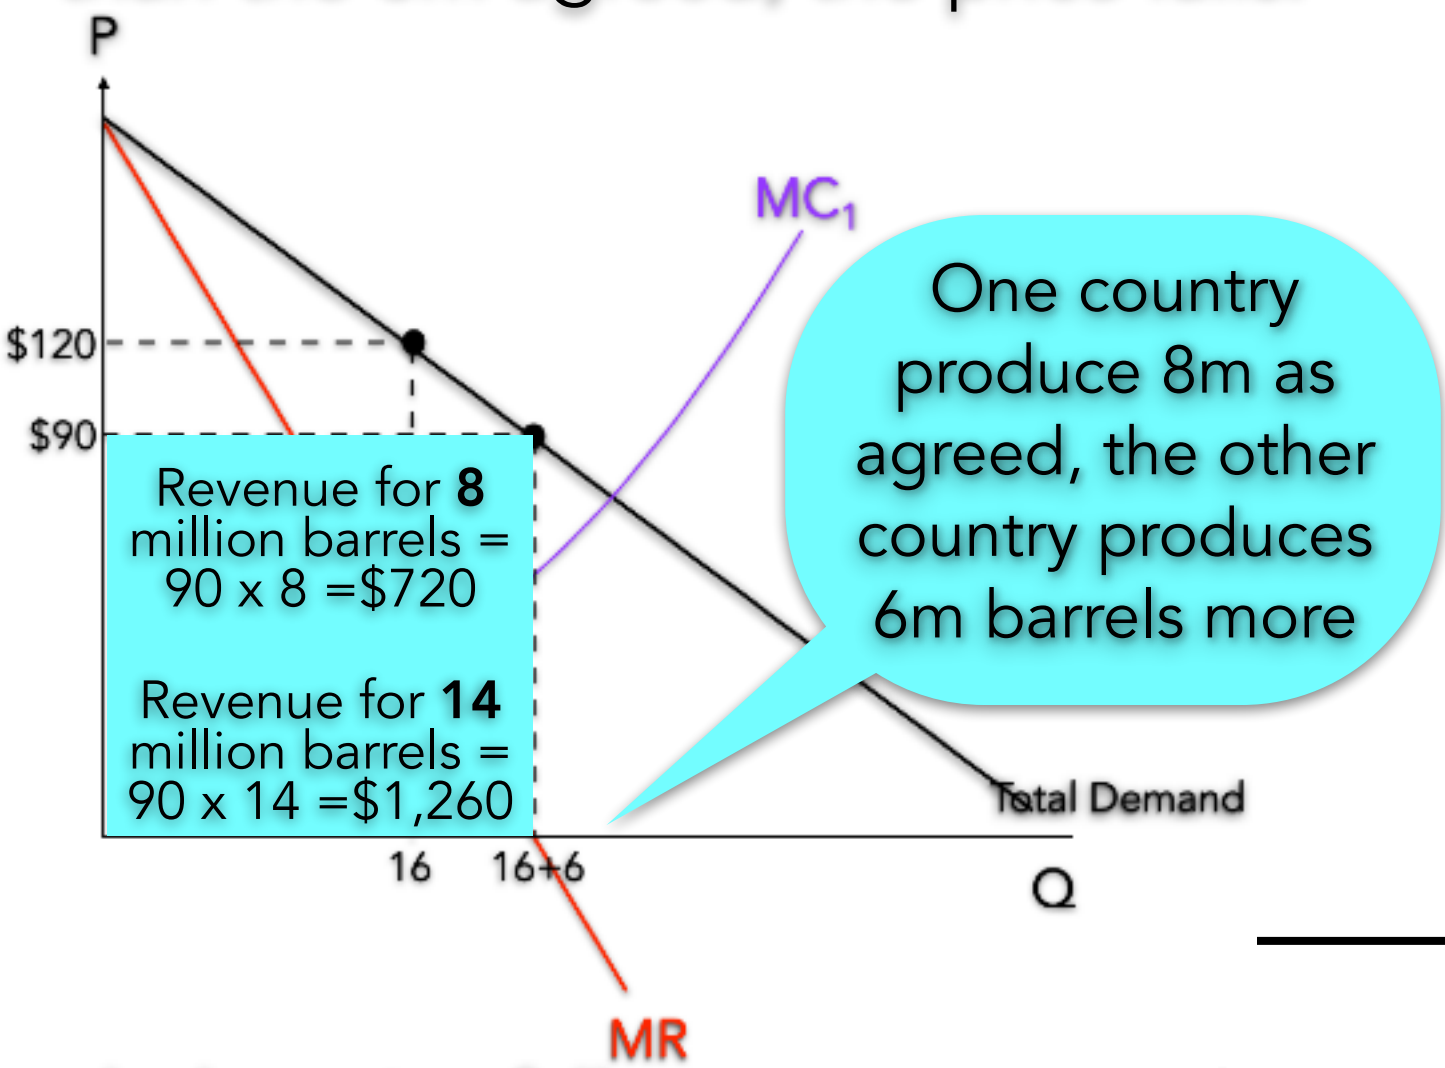 P
MC₁
$120
$90
One country
produce 8m as
agreed, the other
country produces
6m barrels more
Revenue for 8
million barrels =
90 x 8 =$720
Revenue for 14
million barrels =
90 x 14 =$1,260
Total Demand
16
16+6
Q
MR